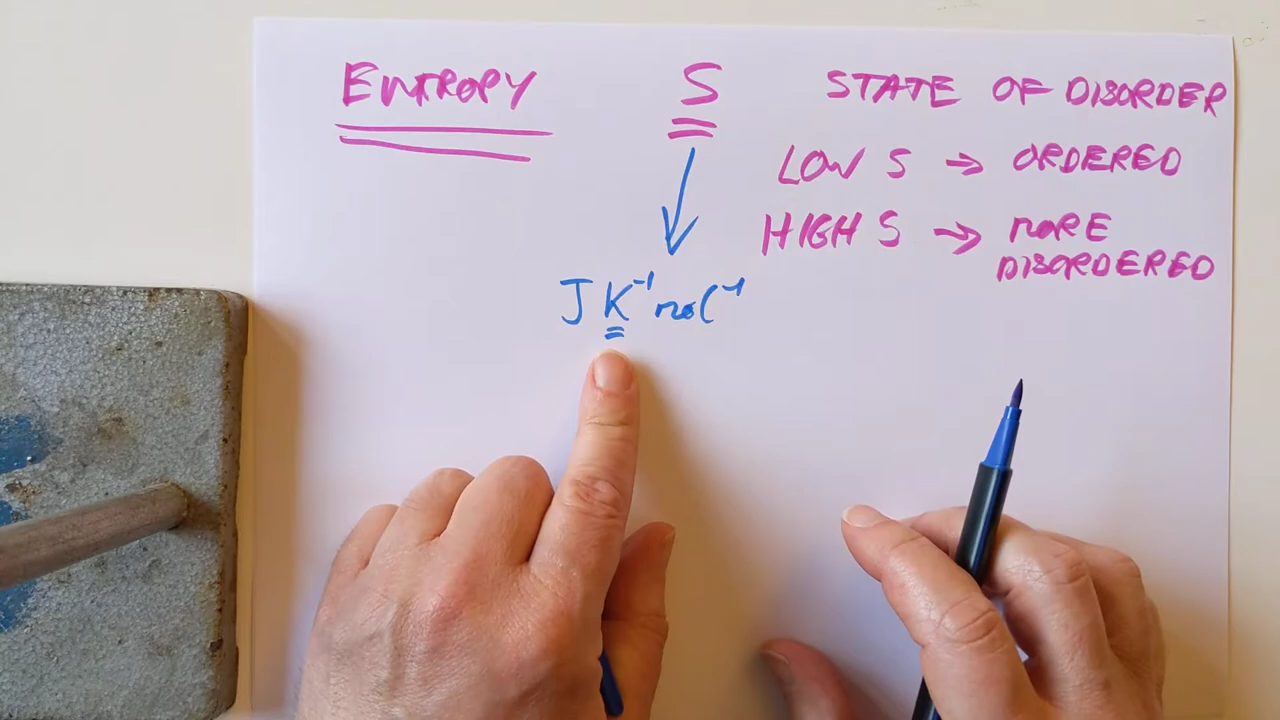 ENTROPY S STATE OF DISORDER
LOW S → ORDERED
HIGH S → MORE
DISORDERED
J K⁻¹ mol⁻¹